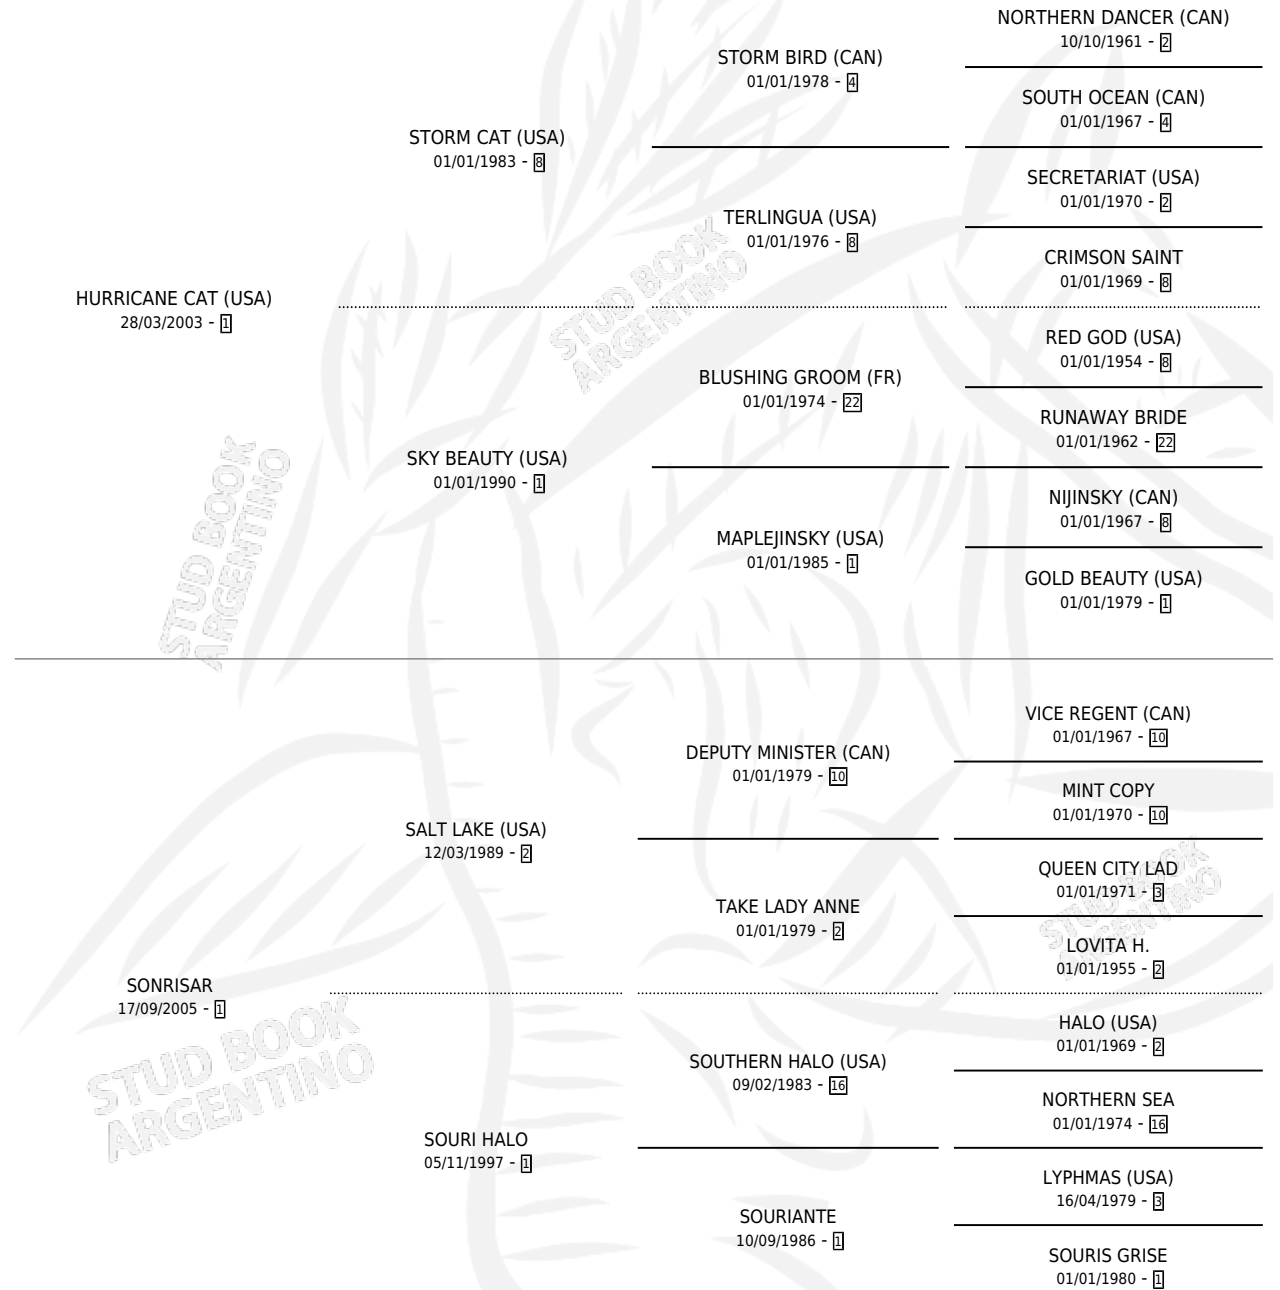 NORTHERN DANCER (CAN)
10/10/1961 - 2
STORM BIRD (CAN)
01/01/1978 - 4
SOUTH OCEAN (CAN)
01/01/1967 - 4
STORM CAT (USA)
01/01/1983 - 8
SECRETARIAT (USA)
01/01/1970 - 2
TERLINGUA (USA)
01/01/1976 - 8
CRIMSON SAINT
01/01/1969 - 8
HURRICANE CAT (USA)
28/03/2003 - 1
STUD BOOK
ARGENTINO
RED GOD (USA)
01/01/1954 - 8
BLUSHING GROOM (FR)
01/01/1974 - 22
RUNAWAY BRIDE
01/01/1962 - 22
SKY BEAUTY (USA)
01/01/1990 - 1
NIJINSKY (CAN)
01/01/1967 - 8
MAPLEJINSKY (USA)
01/01/1985 - 1
GOLD BEAUTY (USA)
01/01/1979 - 1
STUD BOOK
ARGENTINO
VICE REGENT (CAN)
01/01/1967 - 10
DEPUTY MINISTER (CAN)
01/01/1979 - 10
MINT COPY
01/01/1970 - 10
SALT LAKE (USA)
12/03/1989 - 2
QUEEN CITY LAD
01/01/1971 - 3
TAKE LADY ANNE
01/01/1979 - 2
STUD BOOK
ARGENTINO
LOVITA H.
01/01/1955 - 2
SONRISAR
17/09/2005 - 1
HALO (USA)
01/01/1969 - 2
SOUTHERN HALO (USA)
09/02/1983 - 16
STUD BOOK
ARGENTINO
NORTHERN SEA
01/01/1974 - 16
SOURI HALO
05/11/1997 - 1
LYPHMAS (USA)
16/04/1979 - 3
SOURIANTE
10/09/1986 - 1
SOURIS GRISE
01/01/1980 - 1